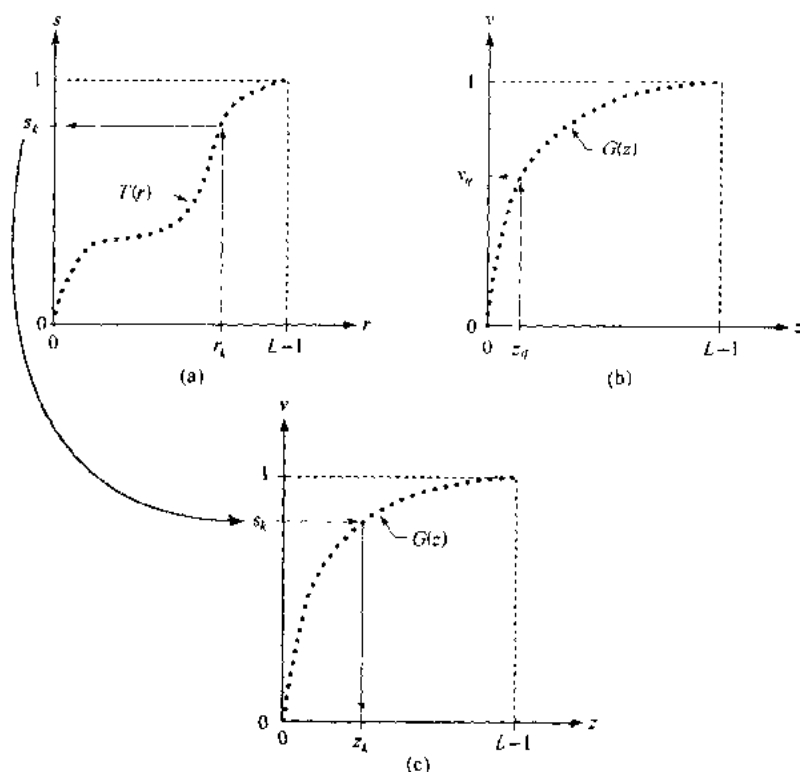 s
1
s_k
T(r)
0
0
r_k
L−1
r
(a)
v
1
G(z)
v_q
0
0
z_q
L−1
z
(b)
v
1
s_k
G(z)
0
0
z_k
L−1
z
(c)